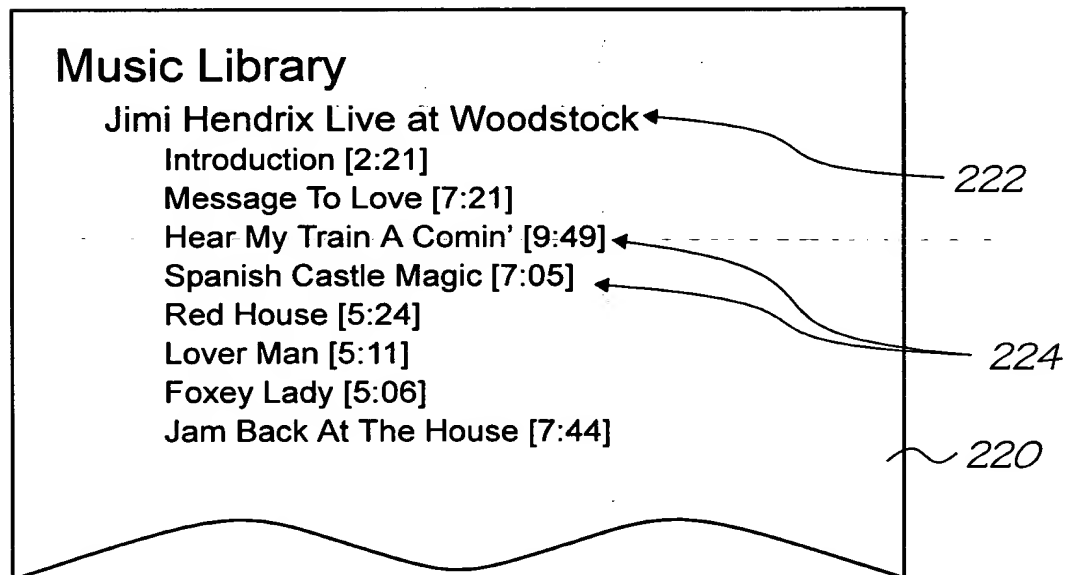 Music Library
Jimi Hendrix Live at Woodstock
Introduction [2:21]
Message To Love [7:21]
Hear My Train A Comin' [9:49]
Spanish Castle Magic [7:05]
Red House [5:24]
Lover Man [5:11]
Foxey Lady [5:06]
Jam Back At The House [7:44]
222
224
220